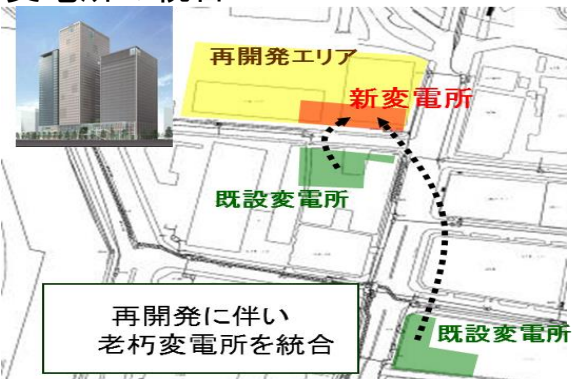 再開発エリア
新変電所
既設変電所
既設変電所
再開発に伴い
老朽変電所を統合